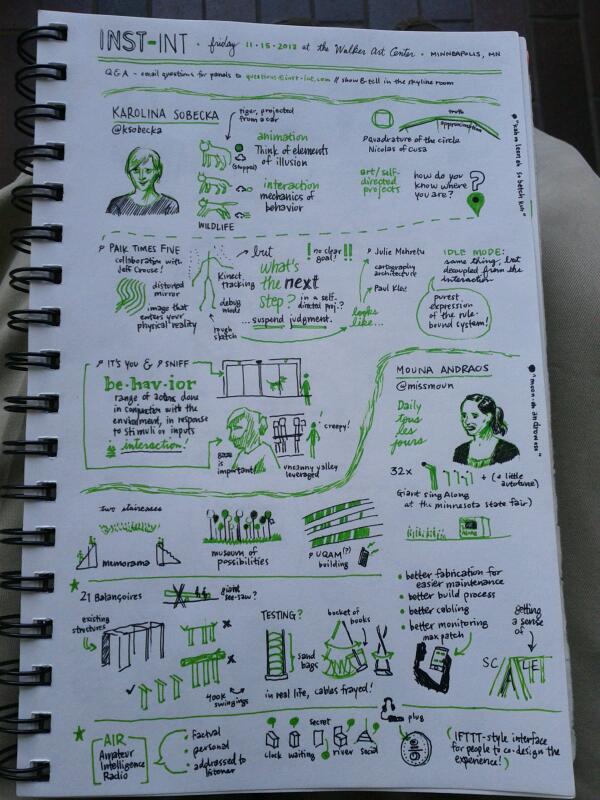 INST-INT • friday 11•15•2013 at the Walker Art Center • MINNEAPOLIS, MN
Q&A - email questions for panels to questions@inst-int.com // show & tell in the skyline room
KAROLINA SOBECKA
@ksobecka
tiger, projected
from a car
animation
Think of elements
of illusion
(stopped)
interaction
mechanics of
behavior
WILDLIFE
truth
approximation
quadrature of the circle
Nicolas of Cusa
art/self-
directed
projects
how do you
know where
you are?
PAIK TIMES FIVE
collaboration with
Jeff Crouse!
distorted
mirror
image that
enters your
physical reality
Kinect
tracking
debug
mode
rough
sketch
but
what's
the next
step?
in a self-
directed proj.?
...suspend judgment.
! no clear
goal! !!
looks
like...
Julie Mehretu
cartography
architecture
Paul Klee
IDLE MODE:
same thing, but
decoupled from the
interaction
purest
expression
of the rule-
bound system!
IT'S YOU & SNIFF
be•hav•ior
range of actions done
in conjunction with the
environment, in response
to stimuli or inputs
is interaction!
is
important!
! creepy!
uncanny valley
leveraged
MOUNA ANDRAOS
@missmoun
Daily
tous
les
jours
"moon-ah an-drowse"
32x
+ (a little
autotune)
Giant Sing Along
at the minnesota state fair)
two staircases
memorama
museum of
possibilities
UQAM(?)
building
21 Balançoires
giant
see-saw?
existing
structures
400k
swingings
TESTING?
sand
bags
bucket of
books
in real life, cables frayed!
• better fabrication for
easier maintenance
• better build process
• better cabling
• better monitoring
max patch
getting
a sense
of
SCALE!
AIR
Amateur
Intelligence
Radio
• factual
• personal
• addressed to
listener
clock
waiting
secret
river
social
plug
(IFTTT-style interface
for people to co-design the
experience!)